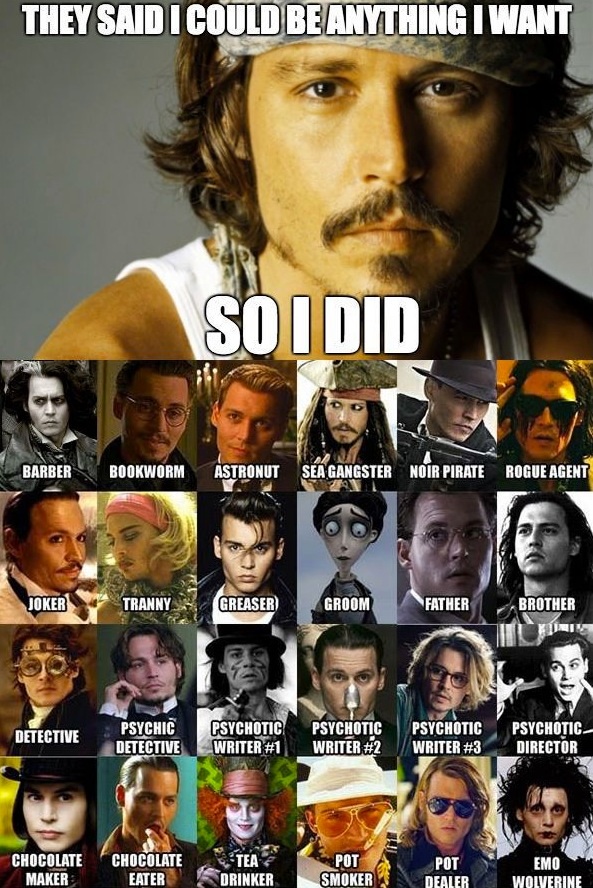 THEY SAID I COULD BE ANYTHING I WANT
SO I DID
BARBER
BOOKWORM
ASTRONUT
SEA GANGSTER
NOIR PIRATE
ROGUE AGENT
JOKER
TRANNY
GREASER
GROOM
FATHER
BROTHER
DETECTIVE
PSYCHIC
DETECTIVE
PSYCHOTIC
WRITER #1
PSYCHOTIC
WRITER #2
PSYCHOTIC
WRITER #3
PSYCHOTIC
DIRECTOR
CHOCOLATE
MAKER
CHOCOLATE
EATER
TEA
DRINKER
POT
SMOKER
POT
DEALER
EMO
WOLVERINE